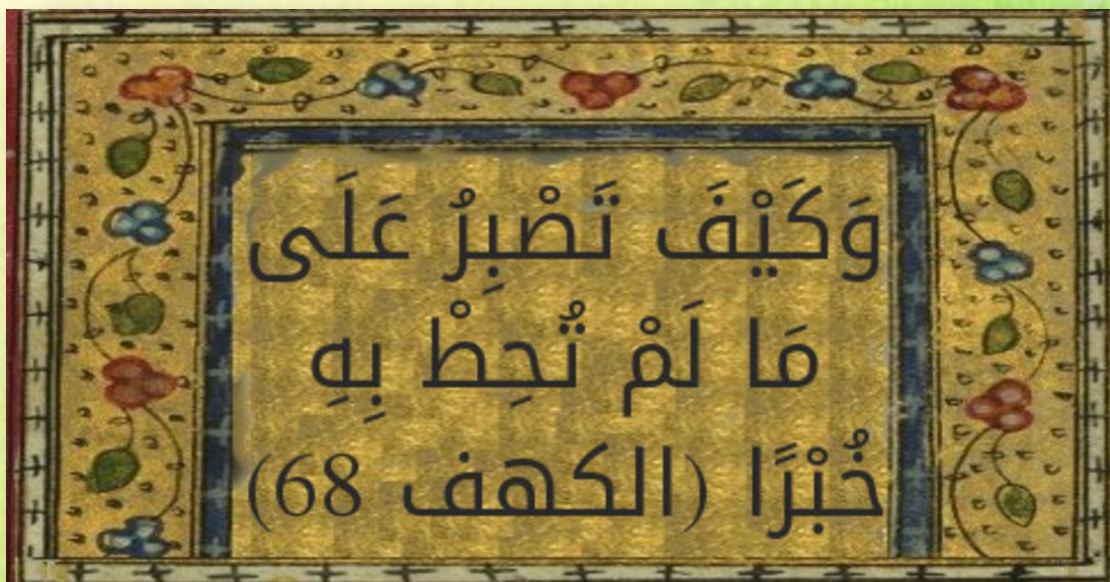 وَكَيْفَ تَصْبِرُ عَلَى
مَا لَمْ تُحِطْ بِهِ
خُبْرًا (الكهف 68)